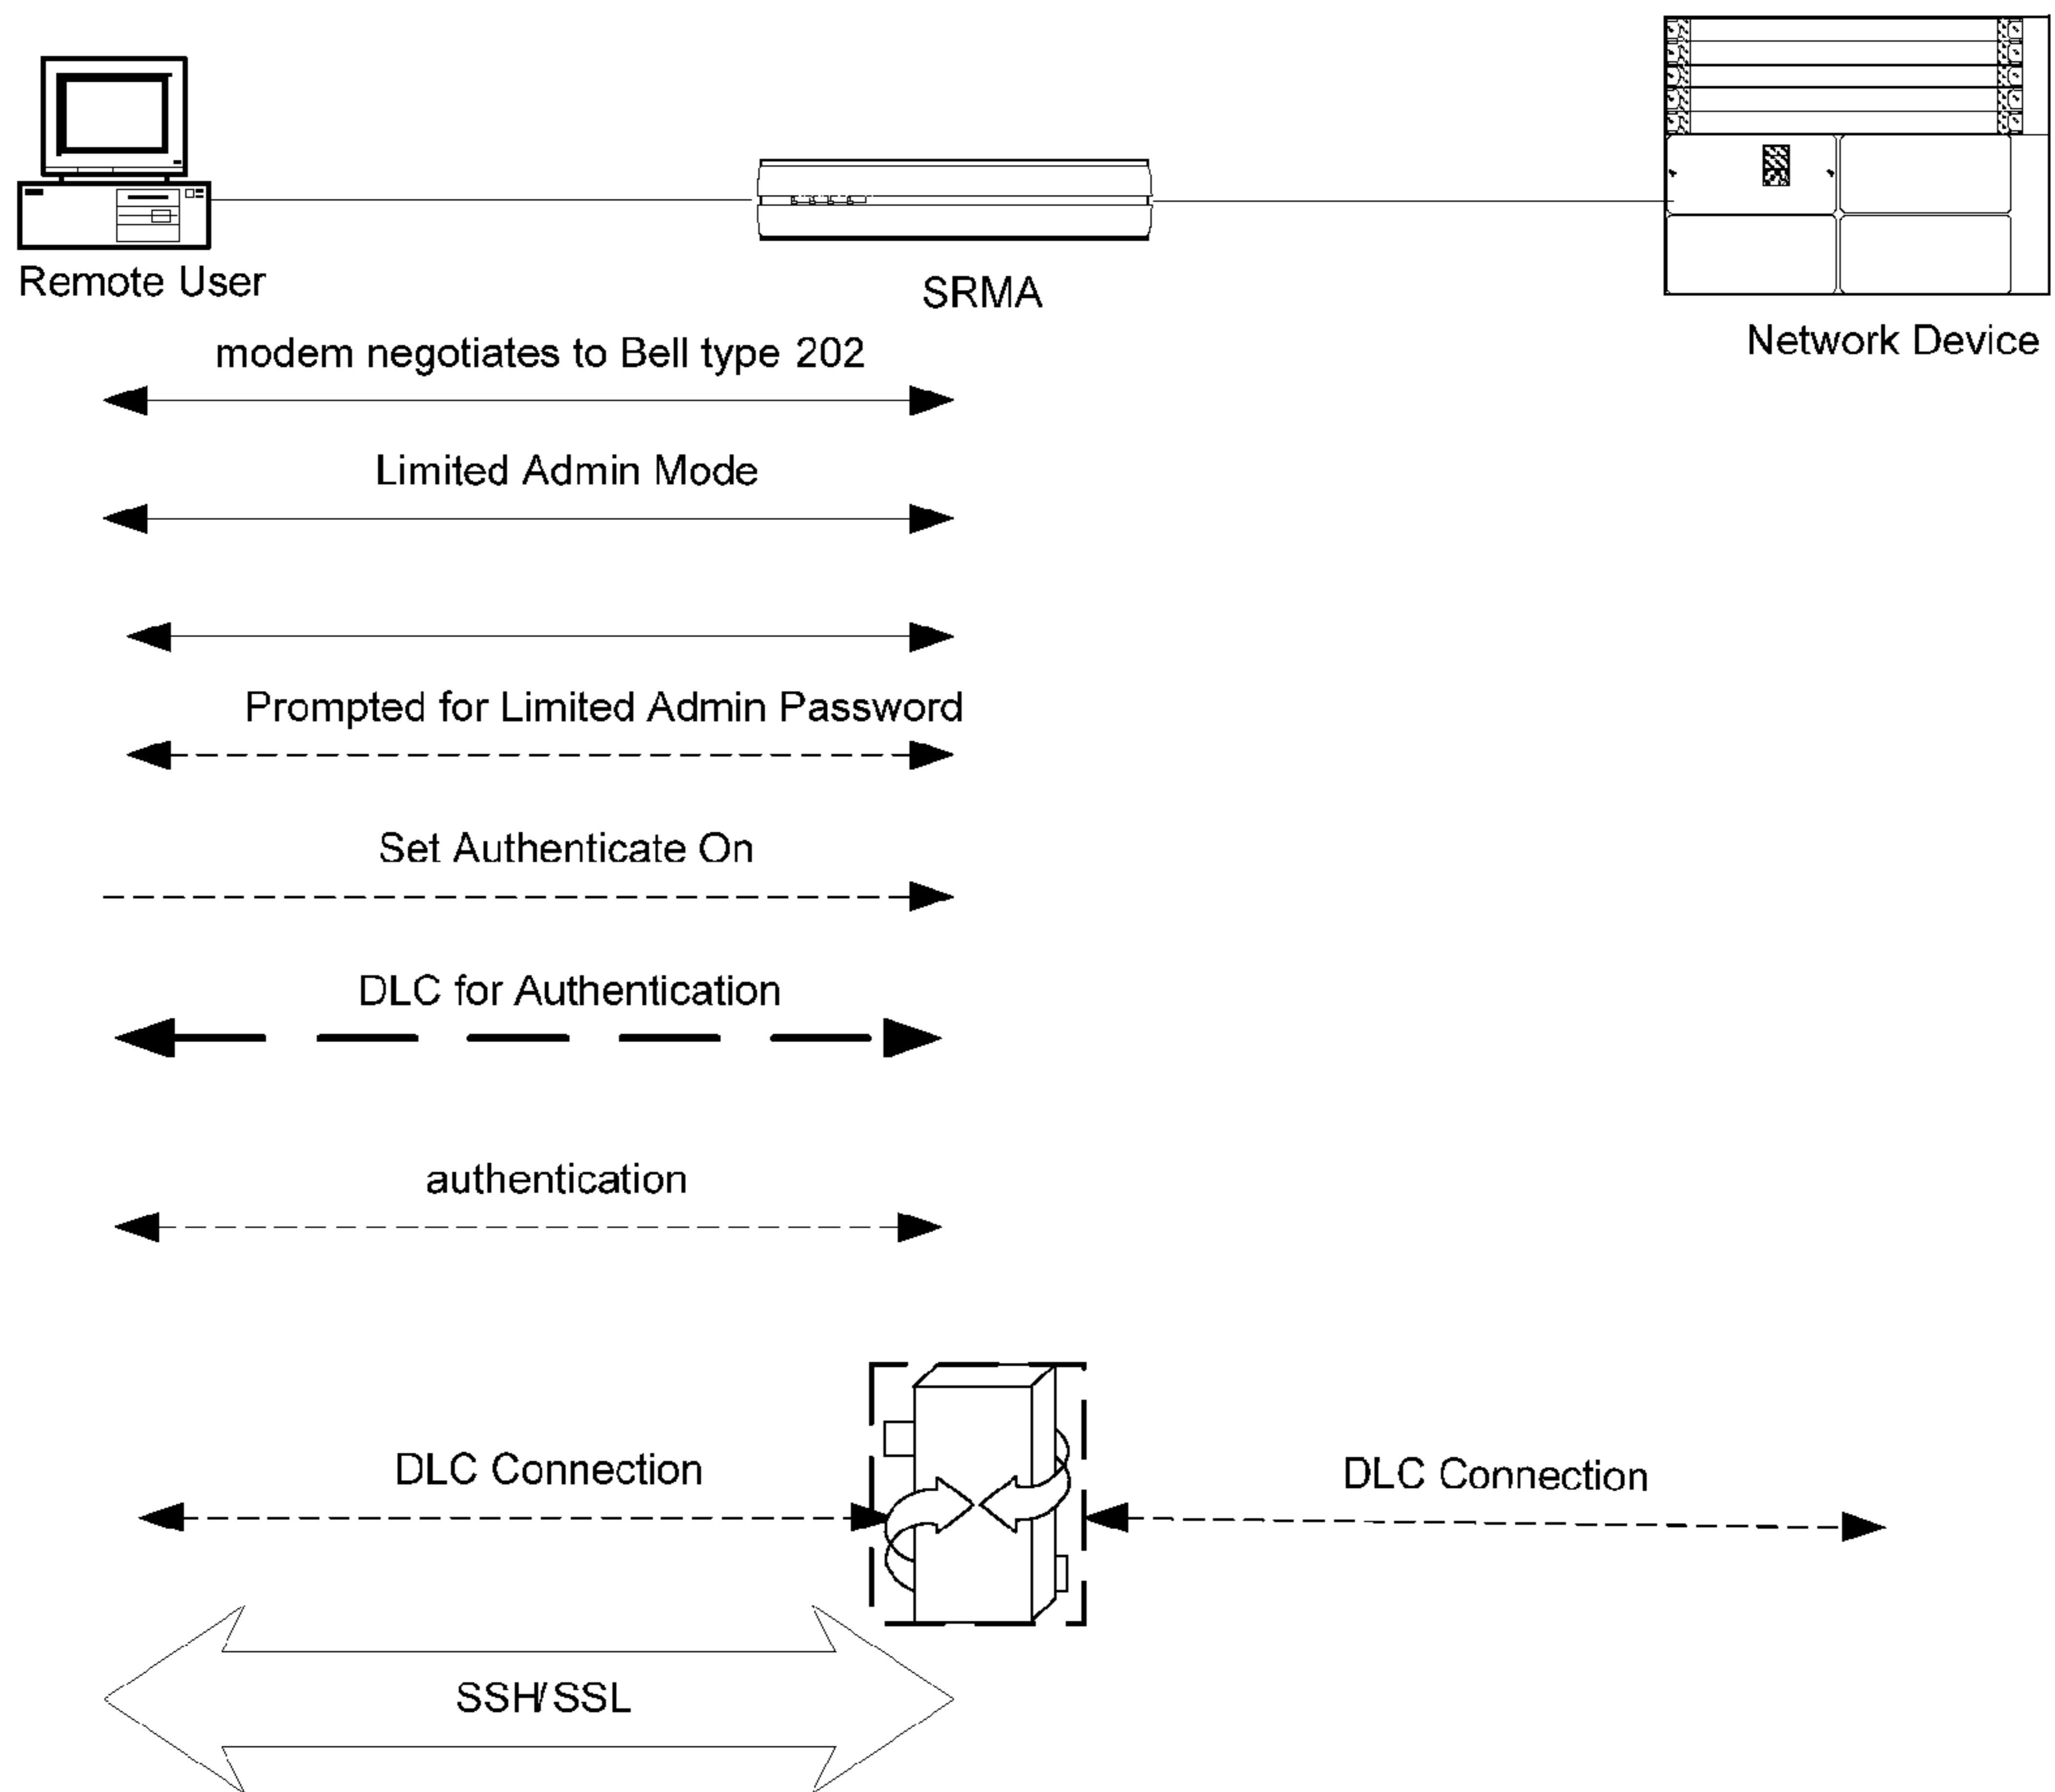 Remote User
SRMA
Network Device
modem negotiates to Bell type 202
Limited Admin Mode
Prompted for Limited Admin Password
Set Authenticate On
DLC for Authentication
authentication
DLC Connection
DLC Connection
SSH/SSL